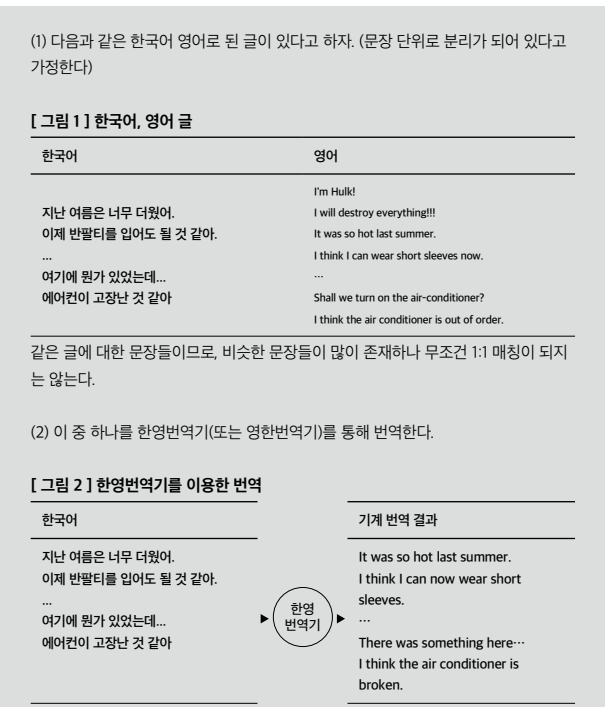 (1) 다음과 같은 한국어 영어로 된 글이 있다고 하자. (문장 단위로 분리가 되어 있다고
가정한다)
[ 그림 1 ] 한국어, 영어 글
한국어
영어
지난 여름은 너무 더웠어.
이제 반팔티를 입어도 될 것 같아.
...
여기에 뭔가 있었는데...
에어컨이 고장난 것 같아
I'm Hulk!
I will destroy everything!!!
It was so hot last summer.
I think I can wear short sleeves now.
…
Shall we turn on the air-conditioner?
I think the air conditioner is out of order.
같은 글에 대한 문장들이므로, 비슷한 문장들이 많이 존재하나 무조건 1:1 매칭이 되지
는 않는다.
(2) 이 중 하나를 한영번역기(또는 영한번역기)를 통해 번역한다.
[ 그림 2 ] 한영번역기를 이용한 번역
한국어
지난 여름은 너무 더웠어.
이제 반팔티를 입어도 될 것 같아.
...
여기에 뭔가 있었는데...
에어컨이 고장난 것 같아
한영
번역기
기계 번역 결과
It was so hot last summer.
I think I can now wear short
sleeves.
…
There was something here…
I think the air conditioner is
broken.